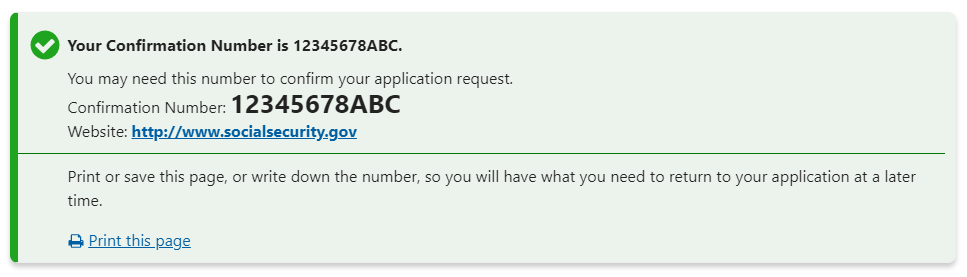 Your Confirmation Number is 12345678ABC.
You may need this number to confirm your application request.
Confirmation Number: 12345678ABC
Website: http://www.socialsecurity.gov
Print or save this page, or write down the number, so you will have what you need to return to your application at a later
time.
Print this page